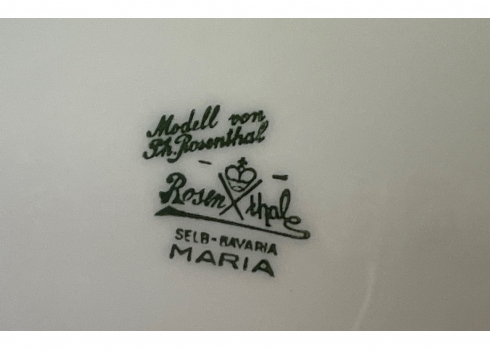 Modell von
Ph. Rosenthal
Rosenthal
SELB-BAVARIA
MARIA